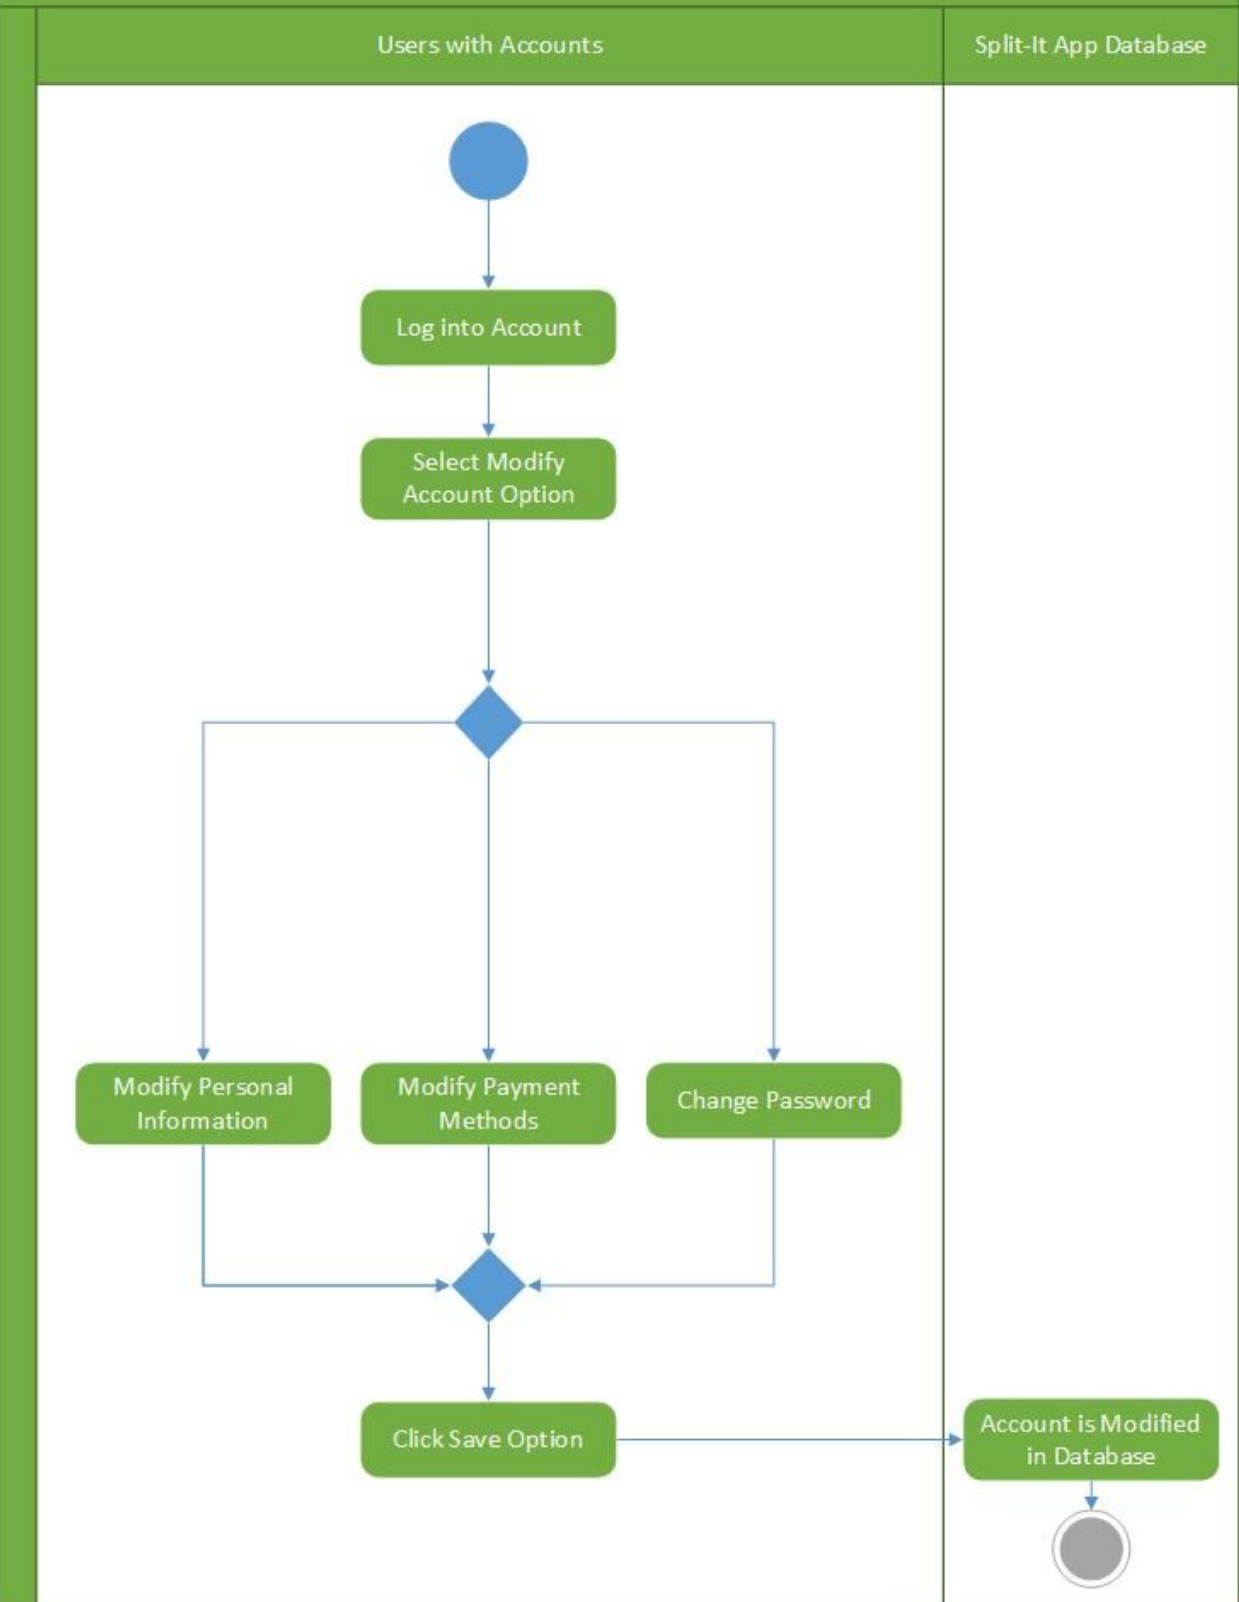 Users with Accounts
Split-It App Database
Log into Account
Select Modify
Account Option
Modify Personal
Information
Modify Payment
Methods
Change Password
Click Save Option
Account is Modified
in Database